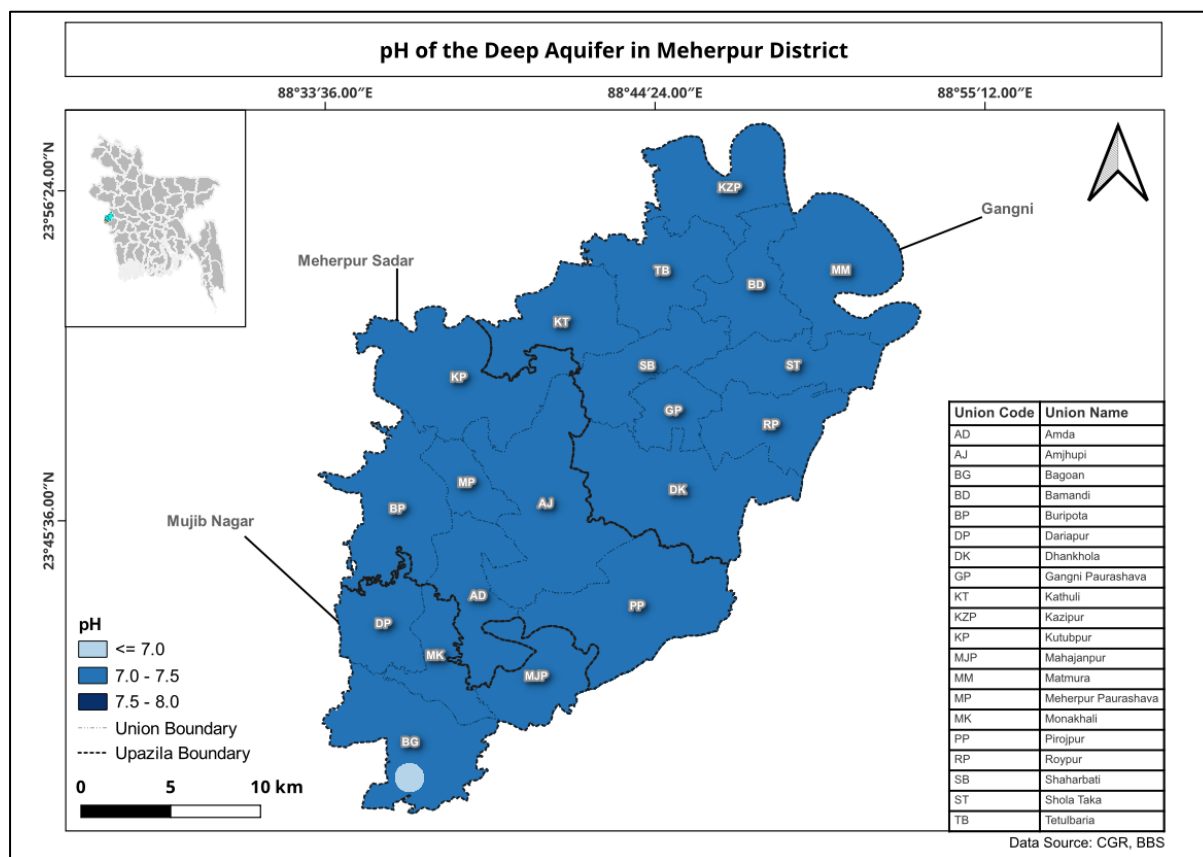 pH of the Deep Aquifer in Meherpur District
88°33′36.00″E 88°44′24.00″E 88°55′12.00″E
23°56′24.00″N
23°45′36.00″N
KZP
Gangni
Meherpur Sadar
TB
BD
MM
KT
KP
SB
ST
GP
RP
MP
DK
BP
AJ
Mujib Nagar
AD
DP
PP
MK
MJP
BG
pH
<= 7.0
7.0 - 7.5
7.5 - 8.0
Union Boundary
Upazila Boundary
0 5 10 km
Union Code Union Name
AD Amda
AJ Amjhupi
BG Bagoan
BD Bamandi
BP Buripota
DP Dariapur
DK Dhankhola
GP Gangni Paurashava
KT Kathuli
KZP Kazipur
KP Kutubpur
MJP Mahajanpur
MM Matmura
MP Meherpur Paurashava
MK Monakhali
PP Pirojpur
RP Roypur
SB Shaharbati
ST Shola Taka
TB Tetulbaria
Data Source: CGR, BBS